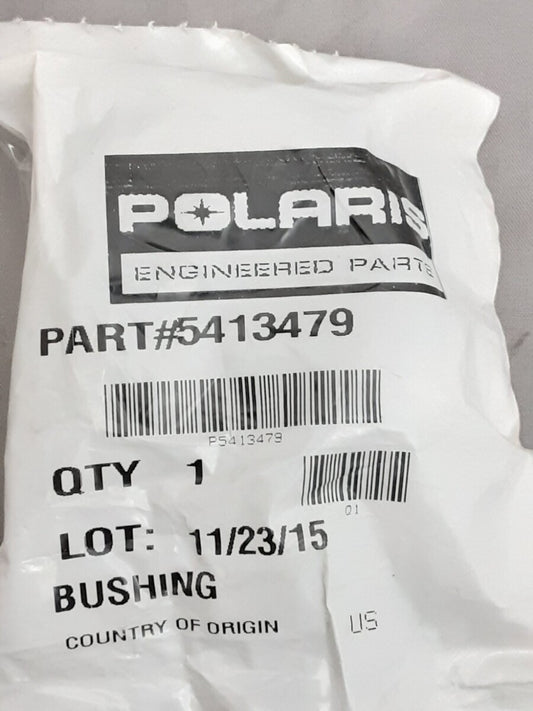 POLARIS
ENGINEERED PARTS
PART#5413479
P5413479
QTY 1
01
LOT: 11/23/15
BUSHING
COUNTRY OF ORIGIN US